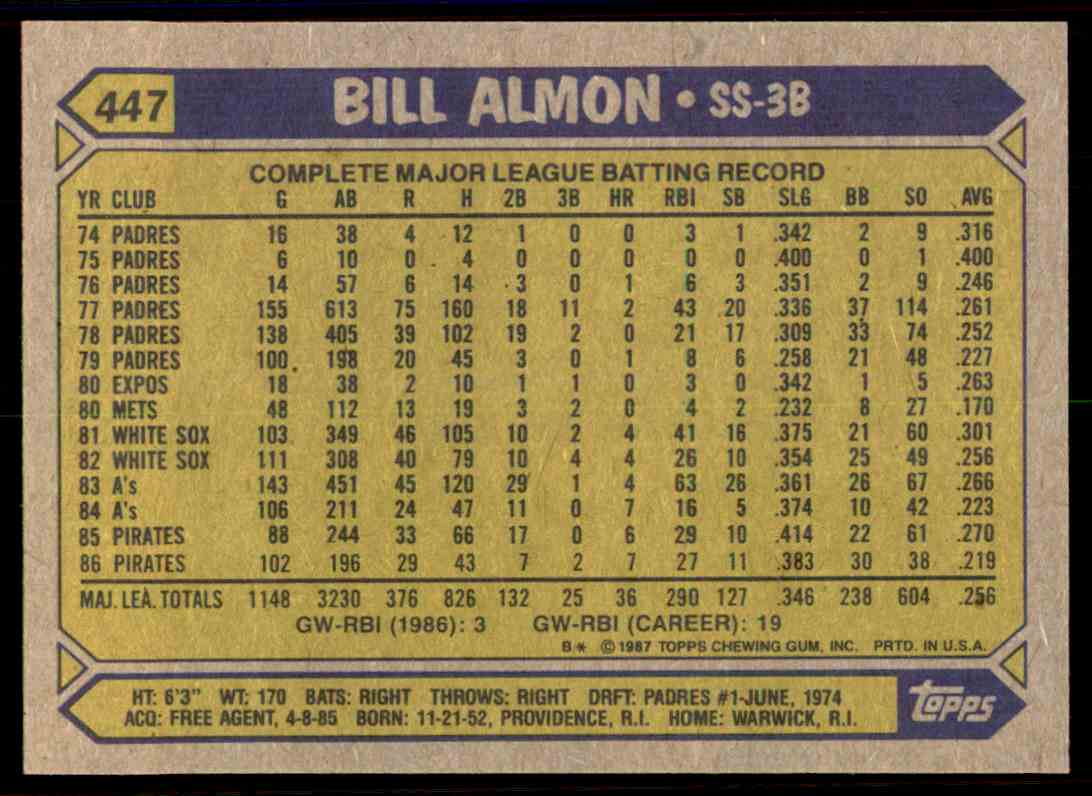 447 BILL ALMON • SS-3B
COMPLETE MAJOR LEAGUE BATTING RECORD
YR CLUB G AB R H 2B 3B HR RBI SB SLG BB SO AVG
74 PADRES 16 38 4 12 1 0 0 3 1 .342 2 9 .316
75 PADRES 6 10 0 4 0 0 0 0 0 .400 0 1 .400
76 PADRES 14 57 6 14 3 0 1 6 3 .351 2 9 .246
77 PADRES 155 613 75 160 18 11 2 43 20 .336 37 114 .261
78 PADRES 138 405 39 102 19 2 0 21 17 .309 33 74 .252
79 PADRES 100 198 20 45 3 0 1 8 6 .258 21 48 .227
80 EXPOS 18 38 2 10 1 1 0 3 0 .342 1 5 .263
80 METS 48 112 13 19 3 2 0 4 2 .232 8 27 .170
81 WHITE SOX 103 349 46 105 10 2 4 41 16 .375 21 60 .301
82 WHITE SOX 111 308 40 79 10 4 4 26 10 .354 25 49 .256
83 A's 143 451 45 120 29 1 4 63 26 .361 26 67 .266
84 A's 106 211 24 47 11 0 7 16 5 .374 10 42 .223
85 PIRATES 88 244 33 66 17 0 6 29 10 .414 22 61 .270
86 PIRATES 102 196 29 43 7 2 7 27 11 .383 30 38 .219
MAJ. LEA. TOTALS 1148 3230 376 826 132 25 36 290 127 .346 238 604 .256
GW-RBI (1986): 3 GW-RBI (CAREER): 19
B* ©1987 TOPPS CHEWING GUM, INC. PRTD. IN U.S.A.
HT: 6'3" WT: 170 BATS: RIGHT THROWS: RIGHT DRFT: PADRES #1-JUNE, 1974
ACQ: FREE AGENT, 4-8-85 BORN: 11-21-52, PROVIDENCE, R.I. HOME: WARWICK, R.I.
topps